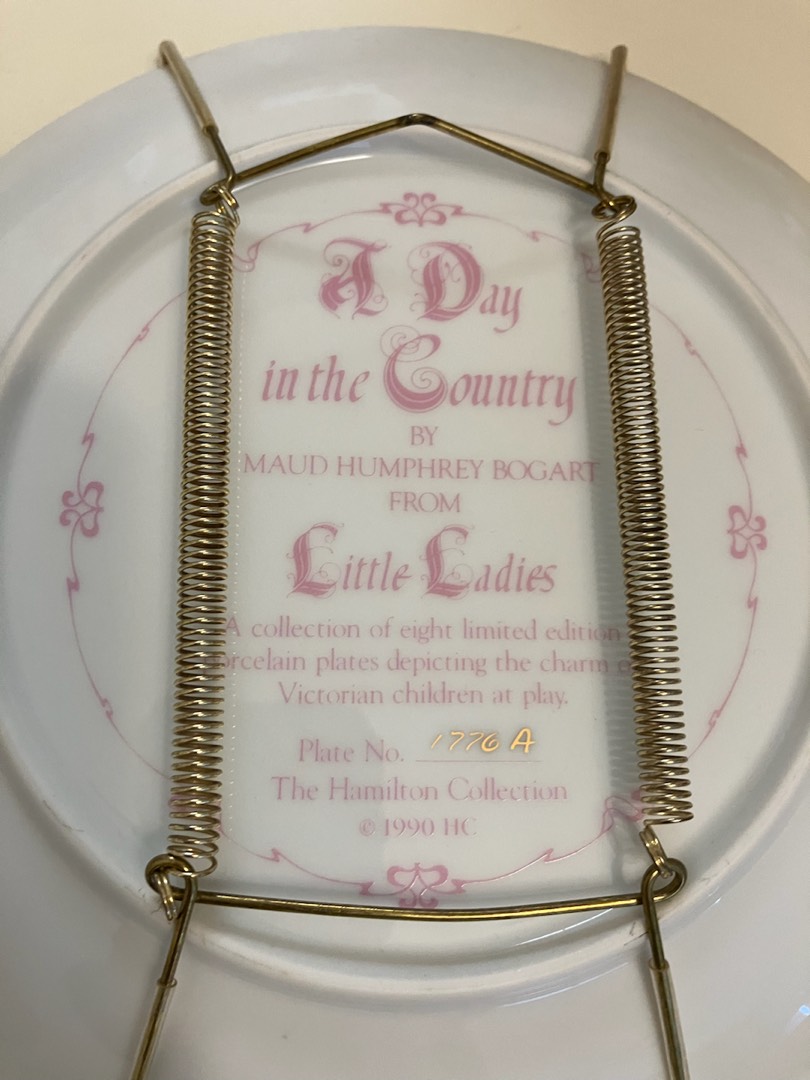 A Day
in the Country
BY
MAUD HUMPHREY BOGART
FROM
Little Ladies
A collection of eight limited edition
porcelain plates depicting the charm of
Victorian children at play.
Plate No. 1776 A
The Hamilton Collection
© 1990 HC